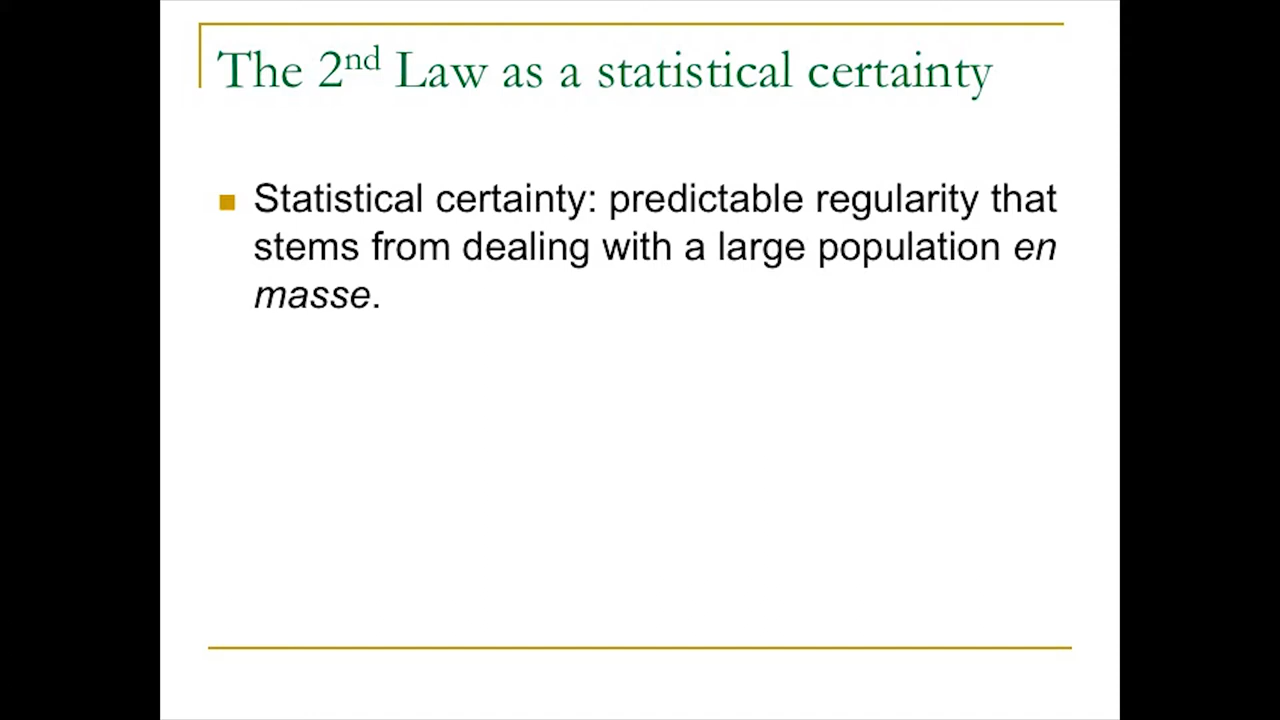 The 2nd Law as a statistical certainty
Statistical certainty: predictable regularity that
stems from dealing with a large population en
masse.